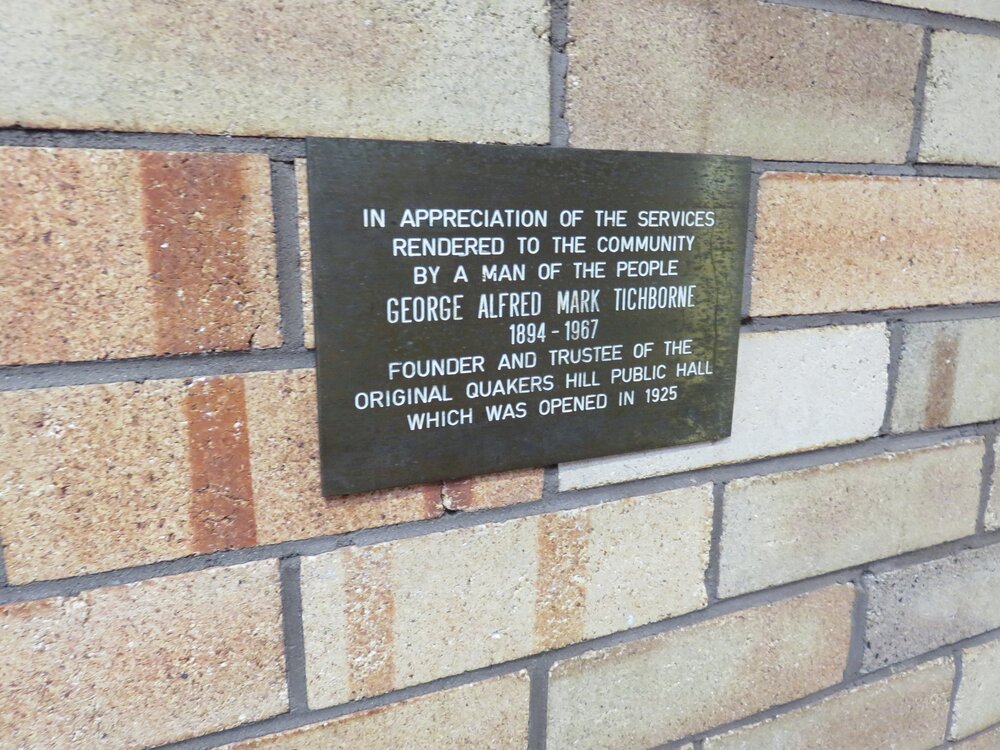 IN APPRECIATION OF THE SERVICES
RENDERED TO THE COMMUNITY
BY A MAN OF THE PEOPLE
GEORGE ALFRED MARK TICHBORNE
1894 - 1967
FOUNDER AND TRUSTEE OF THE
ORIGINAL QUAKERS HILL PUBLIC HALL
WHICH WAS OPENED IN 1925